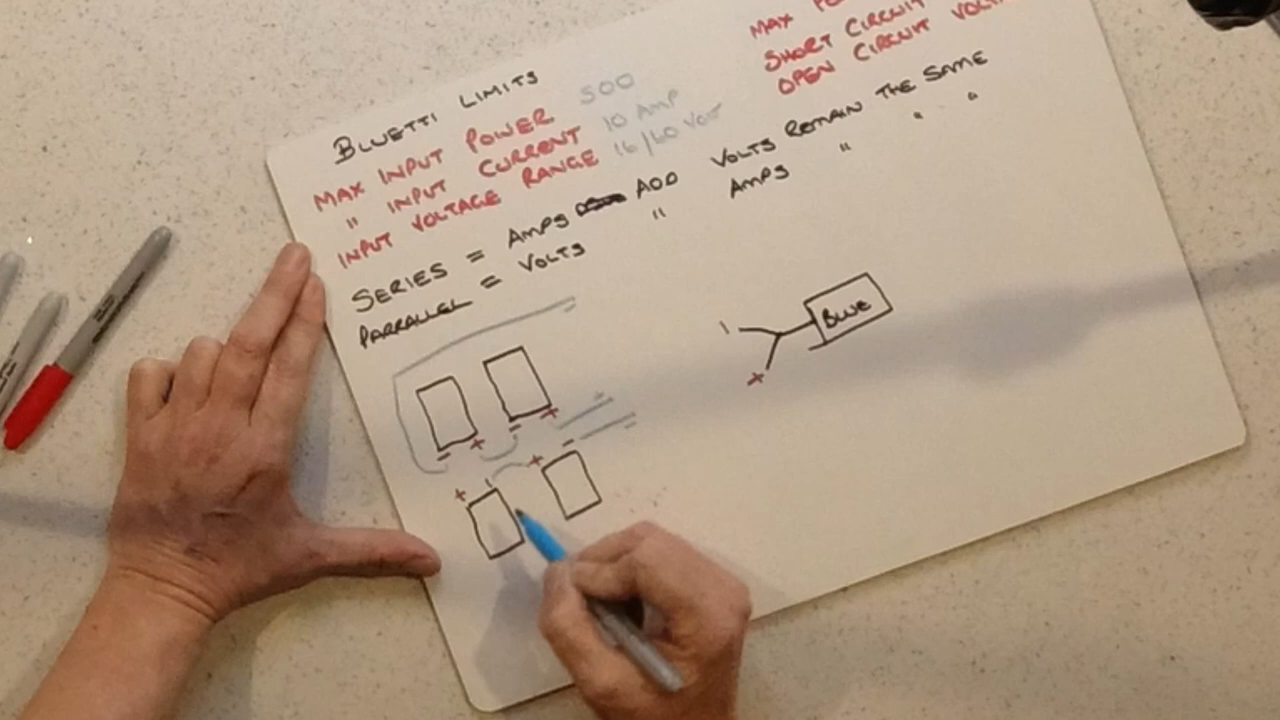 BLUETTI LIMITS
MAX INPUT POWER 500
" INPUT CURRENT 10 AMP
INPUT VOLTAGE RANGE 16/60 VOLT
MAX
SHORT CIRCUIT
OPEN CIRCUIT
SERIES = AMPS ADD VOLTS REMAIN THE SAME
PARRALLEL = VOLTS " AMPS " " "
- + - +
+ - + -
+ -
BLUE